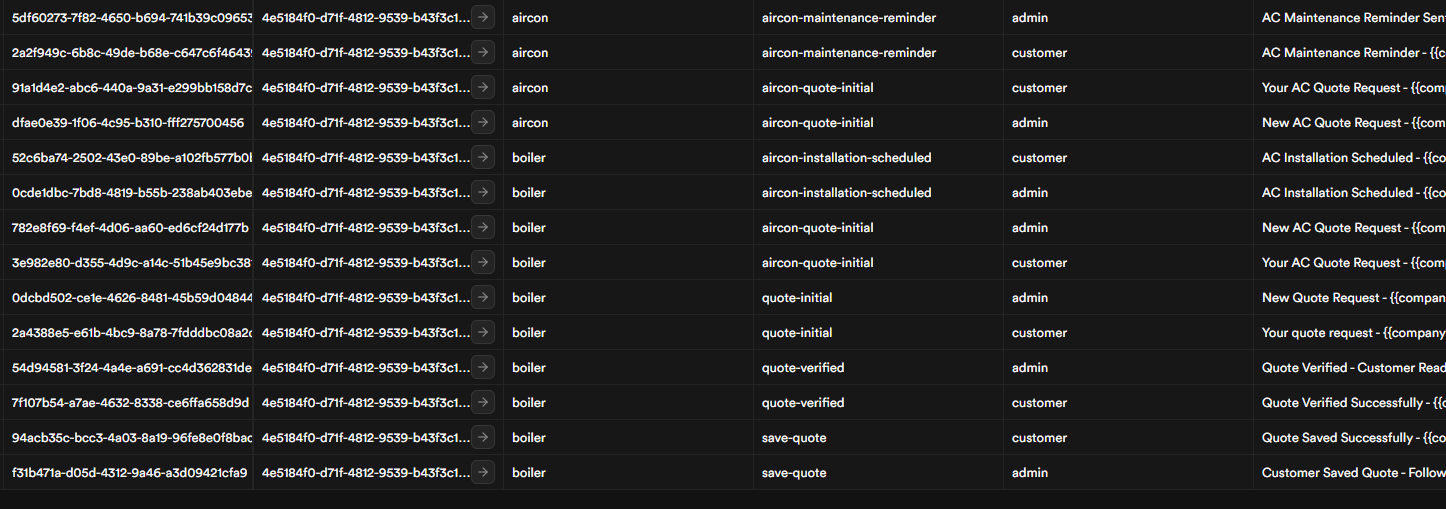 5df60273-7f82-4650-b694-741b39c09653 4e5184f0-d71f-4812-9539-b43f3c1... aircon aircon-maintenance-reminder admin AC Maintenance Reminder Sent
2a2f949c-6b8c-49de-b68e-c647c6f4643 4e5184f0-d71f-4812-9539-b43f3c1... aircon aircon-maintenance-reminder customer AC Maintenance Reminder - {{c
91a1d4e2-abc6-440a-9a31-e299bb158d7c 4e5184f0-d71f-4812-9539-b43f3c1... aircon aircon-quote-initial customer Your AC Quote Request - {{com
dfae0e39-1f06-4c95-b310-fff275700456 4e5184f0-d71f-4812-9539-b43f3c1... aircon aircon-quote-initial admin New AC Quote Request - {{com
52c6ba74-2502-43e0-89be-a102fb577b0 4e5184f0-d71f-4812-9539-b43f3c1... boiler aircon-installation-scheduled customer AC Installation Scheduled - {{co
0cde1dbc-7bd8-4819-b55b-238ab403ebe 4e5184f0-d71f-4812-9539-b43f3c1... boiler aircon-installation-scheduled admin AC Installation Scheduled - {{co
782e8f69-f4ef-4d06-aa60-ed6cf24d177b 4e5184f0-d71f-4812-9539-b43f3c1... boiler aircon-quote-initial admin New AC Quote Request - {{com
3e982e80-d355-4d9c-a14c-51b45e9bc38 4e5184f0-d71f-4812-9539-b43f3c1... boiler aircon-quote-initial customer Your AC Quote Request - {{com
0dcbd502-ce1e-4626-8481-45b59d04844 4e5184f0-d71f-4812-9539-b43f3c1... boiler quote-initial admin New Quote Request - {{compan
2a4388e5-e61b-4bc9-8a78-7fdddbc08a2c 4e5184f0-d71f-4812-9539-b43f3c1... boiler quote-initial customer Your quote request - {{company
54d94581-3f24-4a4e-a691-cc4d362831de 4e5184f0-d71f-4812-9539-b43f3c1... boiler quote-verified admin Quote Verified - Customer Read
7f107b54-a7ae-4632-8338-ce6ffa658d9d 4e5184f0-d71f-4812-9539-b43f3c1... boiler quote-verified customer Quote Verified Successfully - {{c
94acb35c-bcc3-4a03-8a19-96fe8e0f8bac 4e5184f0-d71f-4812-9539-b43f3c1... boiler save-quote customer Quote Saved Successfully - {{co
f31b471a-d05d-4312-9a46-a3d09421cfa9 4e5184f0-d71f-4812-9539-b43f3c1... boiler save-quote admin Customer Saved Quote - Follow